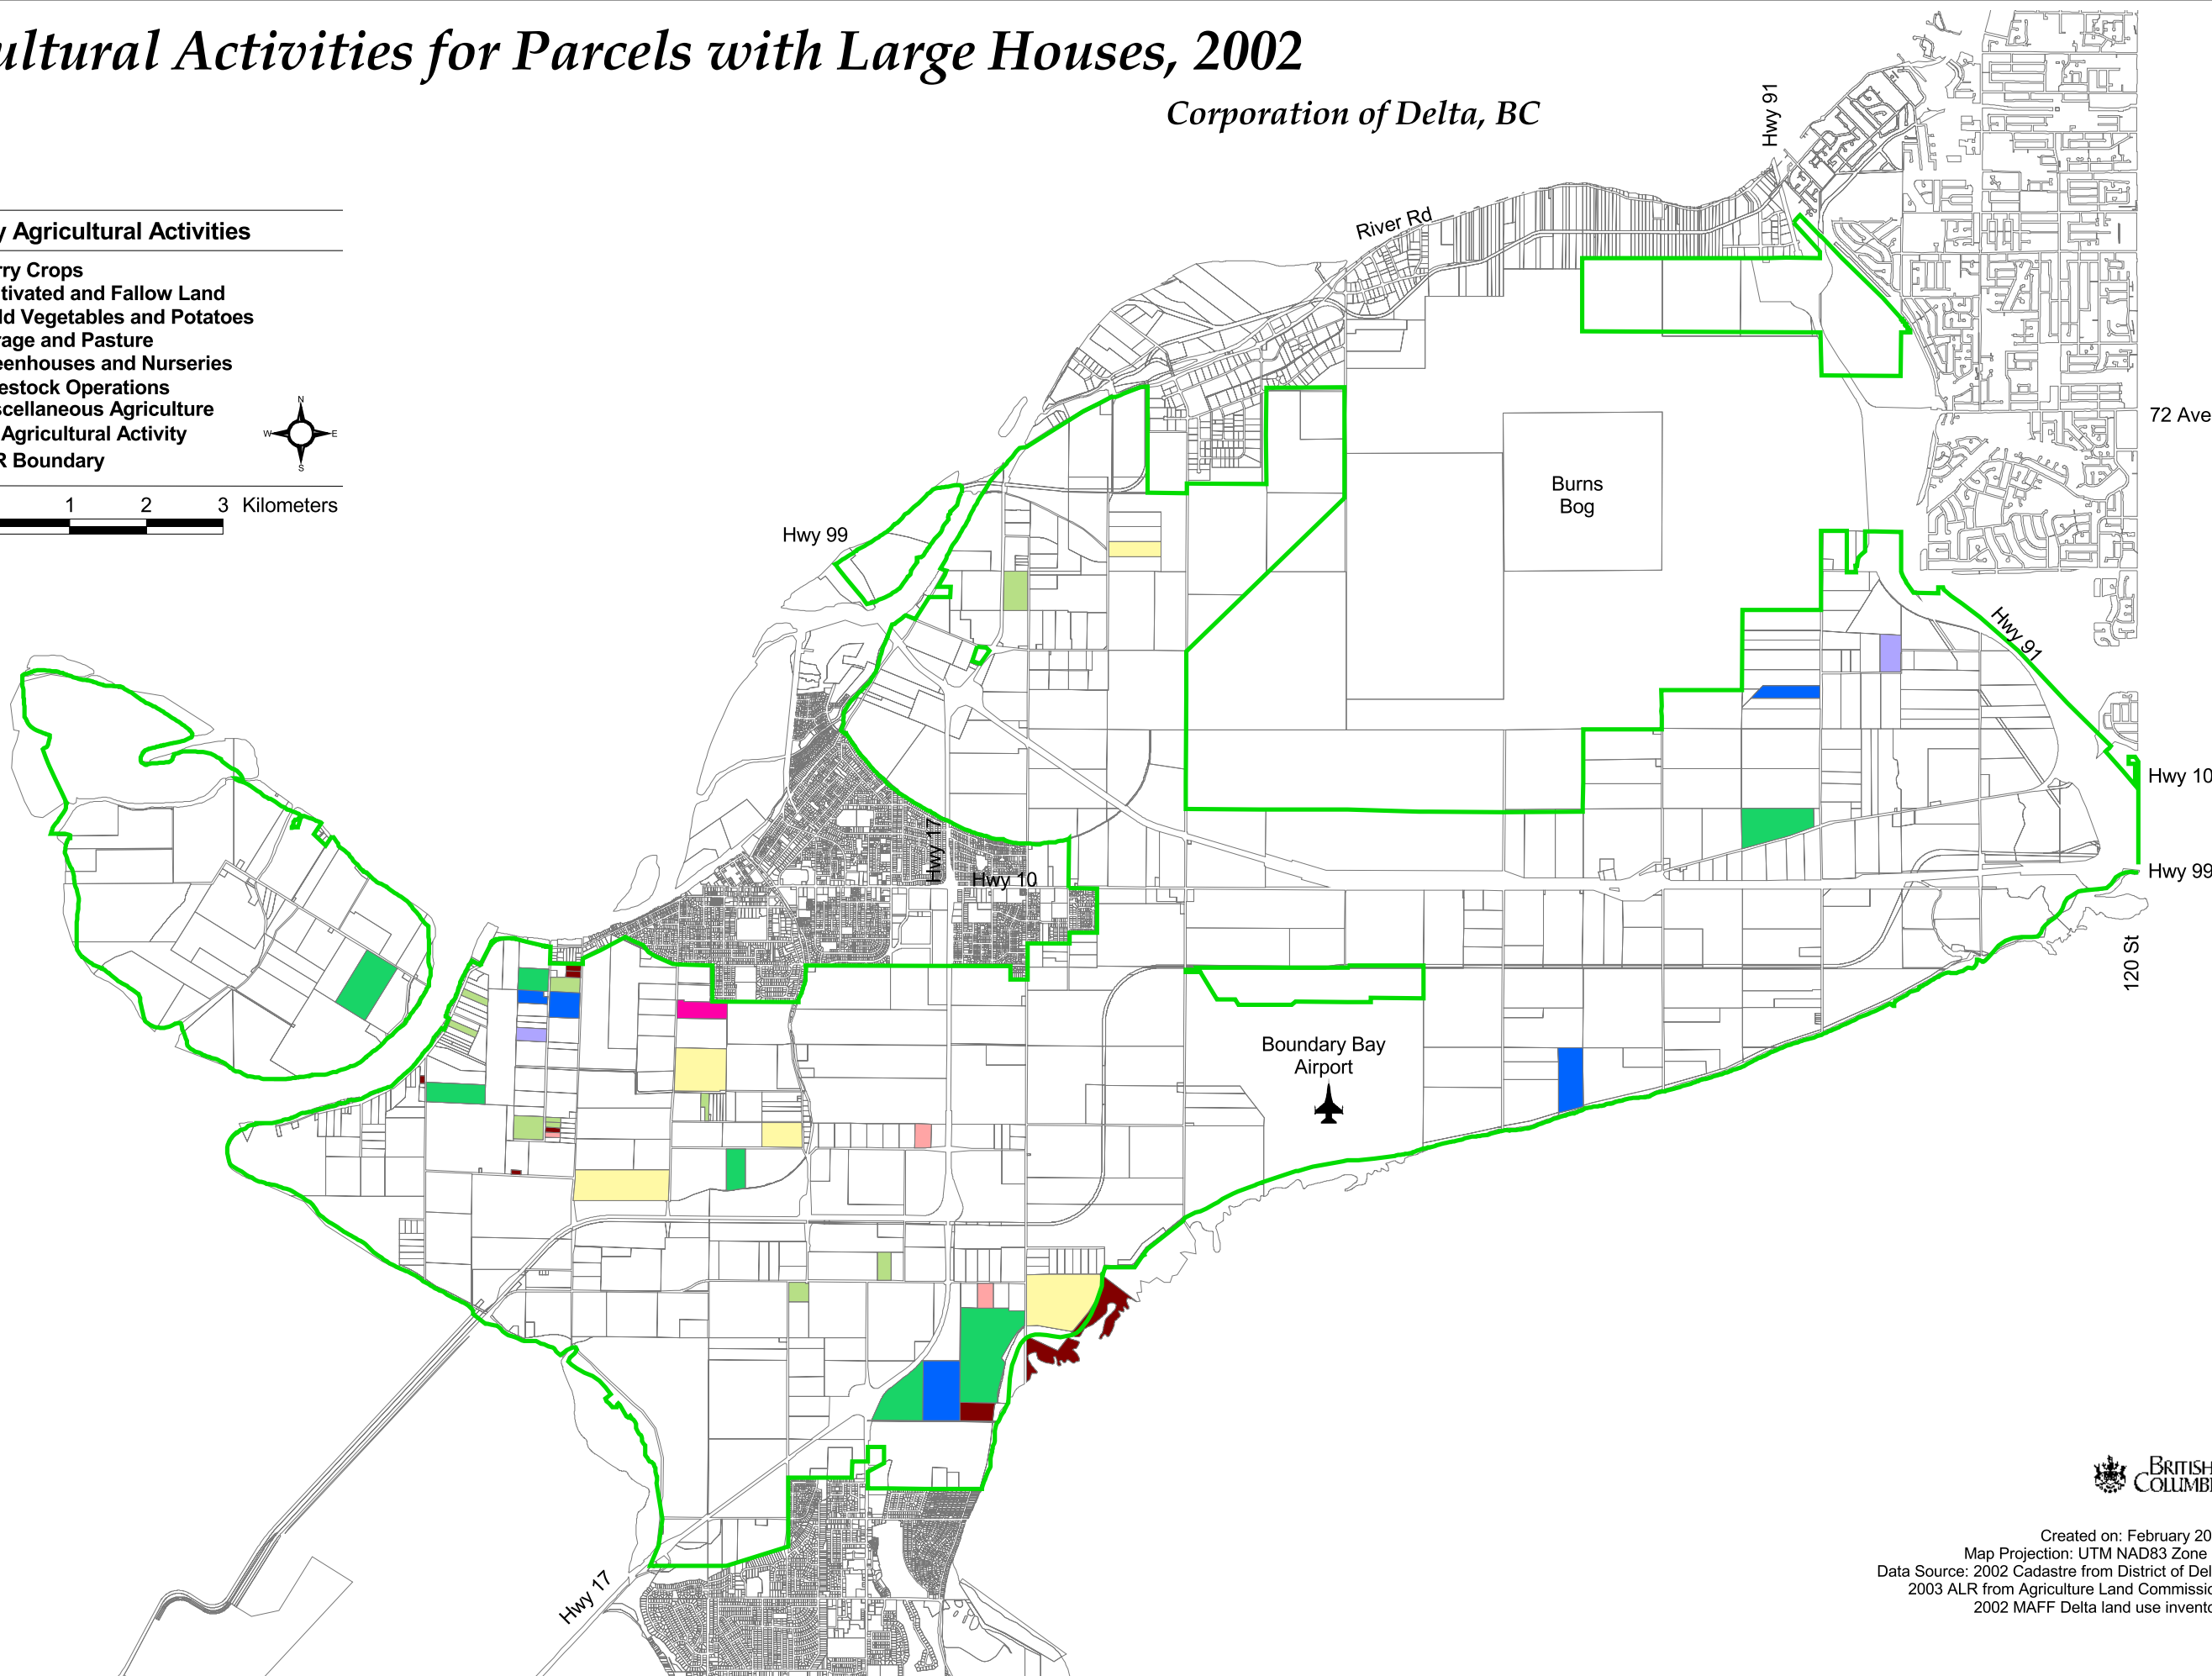 ultural Activities for Parcels with Large Houses, 2002
Corporation of Delta, BC
y Agricultural Activities
rry Crops
tivated and Fallow Land
ld Vegetables and Potatoes
rage and Pasture
eenhouses and Nurseries
estock Operations
scellaneous Agriculture
Agricultural Activity
R Boundary
N
W E
S
1 2 3 Kilometers
Hwy 91
River Rd
72 Ave
Burns
Bog
Hwy 99
Hwy 91
Hwy 10
Hwy 17
Hwy 10
Hwy 99
120 St
Boundary Bay
Airport
Hwy 17
BRITISH
COLUMBI
Created on: February 20
Map Projection: UTM NAD83 Zone
Data Source: 2002 Cadastre from District of Del
2003 ALR from Agriculture Land Commissio
2002 MAFF Delta land use invento